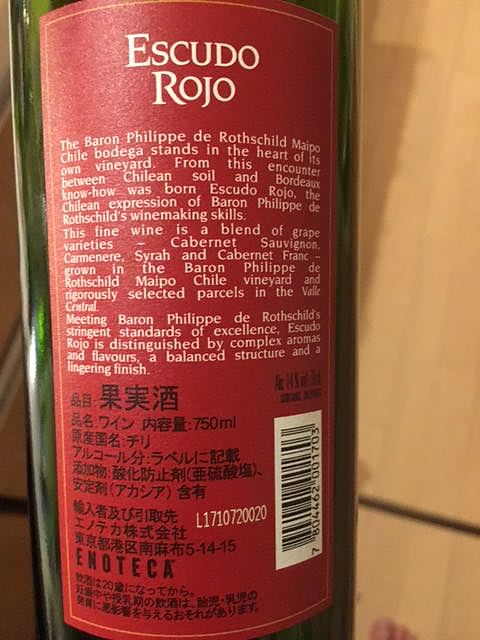 ESCUDO
ROJO
The Baron Philippe de Rothschild Maipo
Chile bodega stands in the heart of its
own vineyard. From this encounter
between Chilean soil and Bordeaux
know-how was born Escudo Rojo, the
Chilean expression of Baron Philippe de
Rothschild's winemaking skills.
This fine wine is a blend of grape
varieties – Cabernet Sauvignon,
Carmenere, Syrah and Cabernet Franc –
grown in the Baron Philippe de
Rothschild Maipo Chile vineyard and
rigorously selected parcels in the Valle
Central.
Meeting Baron Philippe de Rothschild's
stringent standards of excellence, Escudo
Rojo is distinguished by complex aromas
and flavours, a balanced structure and a
lingering finish.
Alc. 14% vol. 75cl.
品目:果実酒
品名:ワイン 内容量:750ml
原産国名:チリ
アルコール分:ラベルに記載
添加物:酸化防止剤(亜硫酸塩)、
安定剤(アカシア)含有
輸入者及び引取先
エノテカ株式会社
東京都港区南麻布5-14-15
ENOTECA
L1710720020
7 804462 001703
飲酒は20歳になってから。
妊娠中や授乳期の飲酒は、胎児・乳児の
発育に悪影響を与えるおそれがあります。